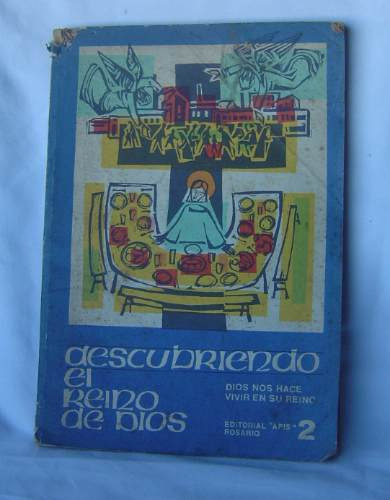 descubriendo
el
REINO
de DIOS
DIOS NOS HACE
VIVIR EN SU REINO
EDITORIAL "APIS"
ROSARIO
2